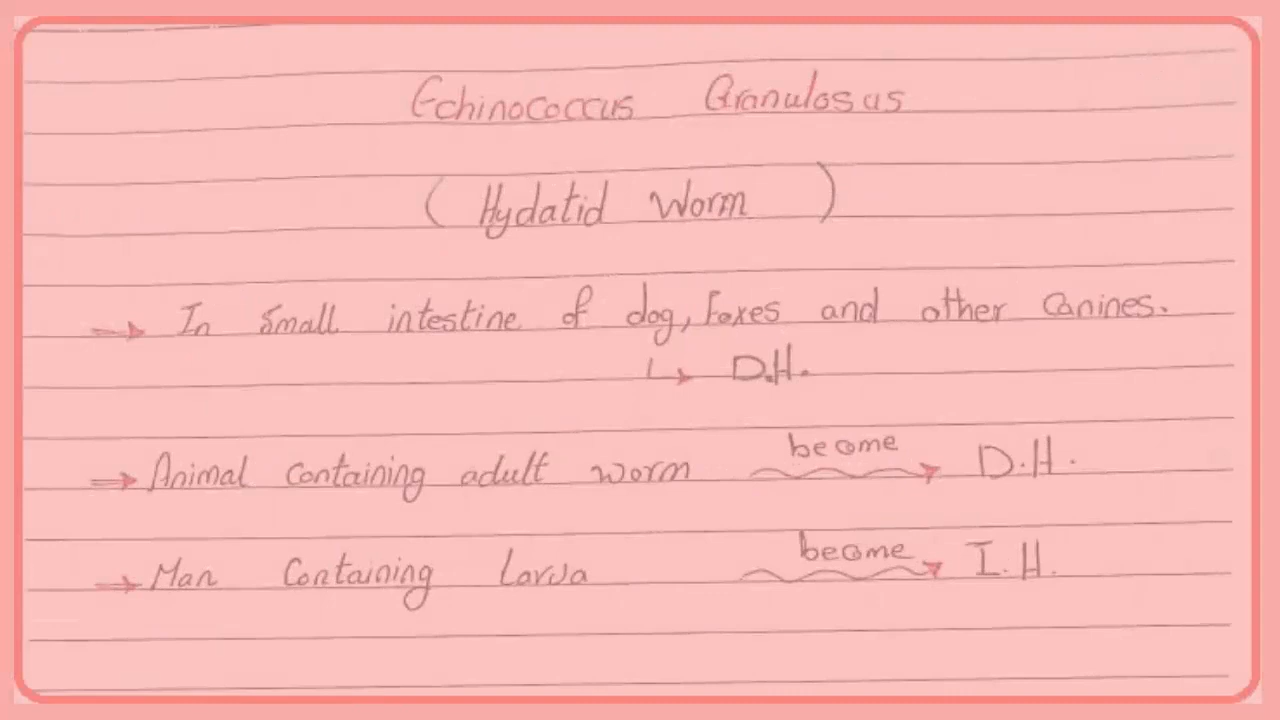 Echinococcus Granulosus
(Hydatid Worm)
⇒ In small intestine of dog, Foxes and other Canines.
↳ D.H.
⇒ Animal Containing adult worm become → D.H.
⇒ Man Containing Larva become → I.H.